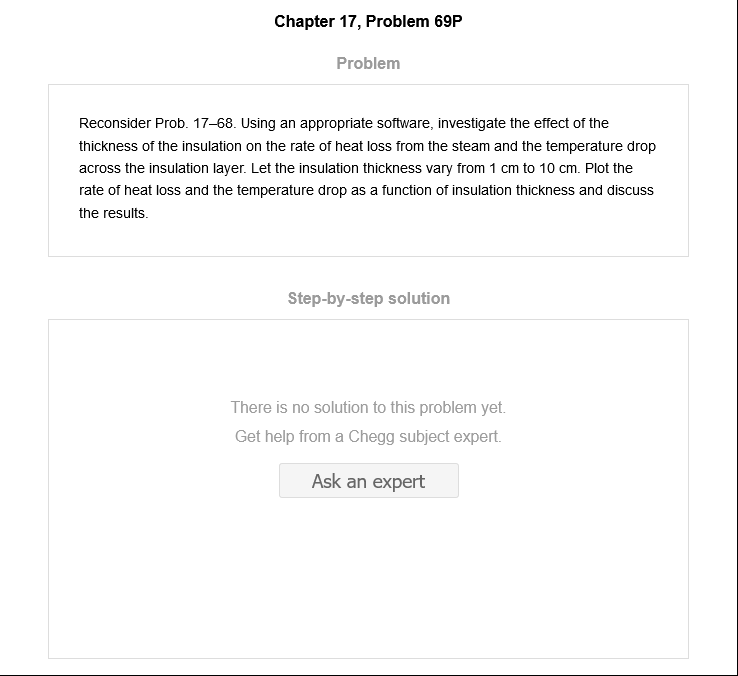 Chapter 17, Problem 69P
Problem
Reconsider Prob. 17–68. Using an appropriate software, investigate the effect of the
thickness of the insulation on the rate of heat loss from the steam and the temperature drop
across the insulation layer. Let the insulation thickness vary from 1 cm to 10 cm. Plot the
rate of heat loss and the temperature drop as a function of insulation thickness and discuss
the results.
Step-by-step solution
There is no solution to this problem yet.
Get help from a Chegg subject expert.
Ask an expert